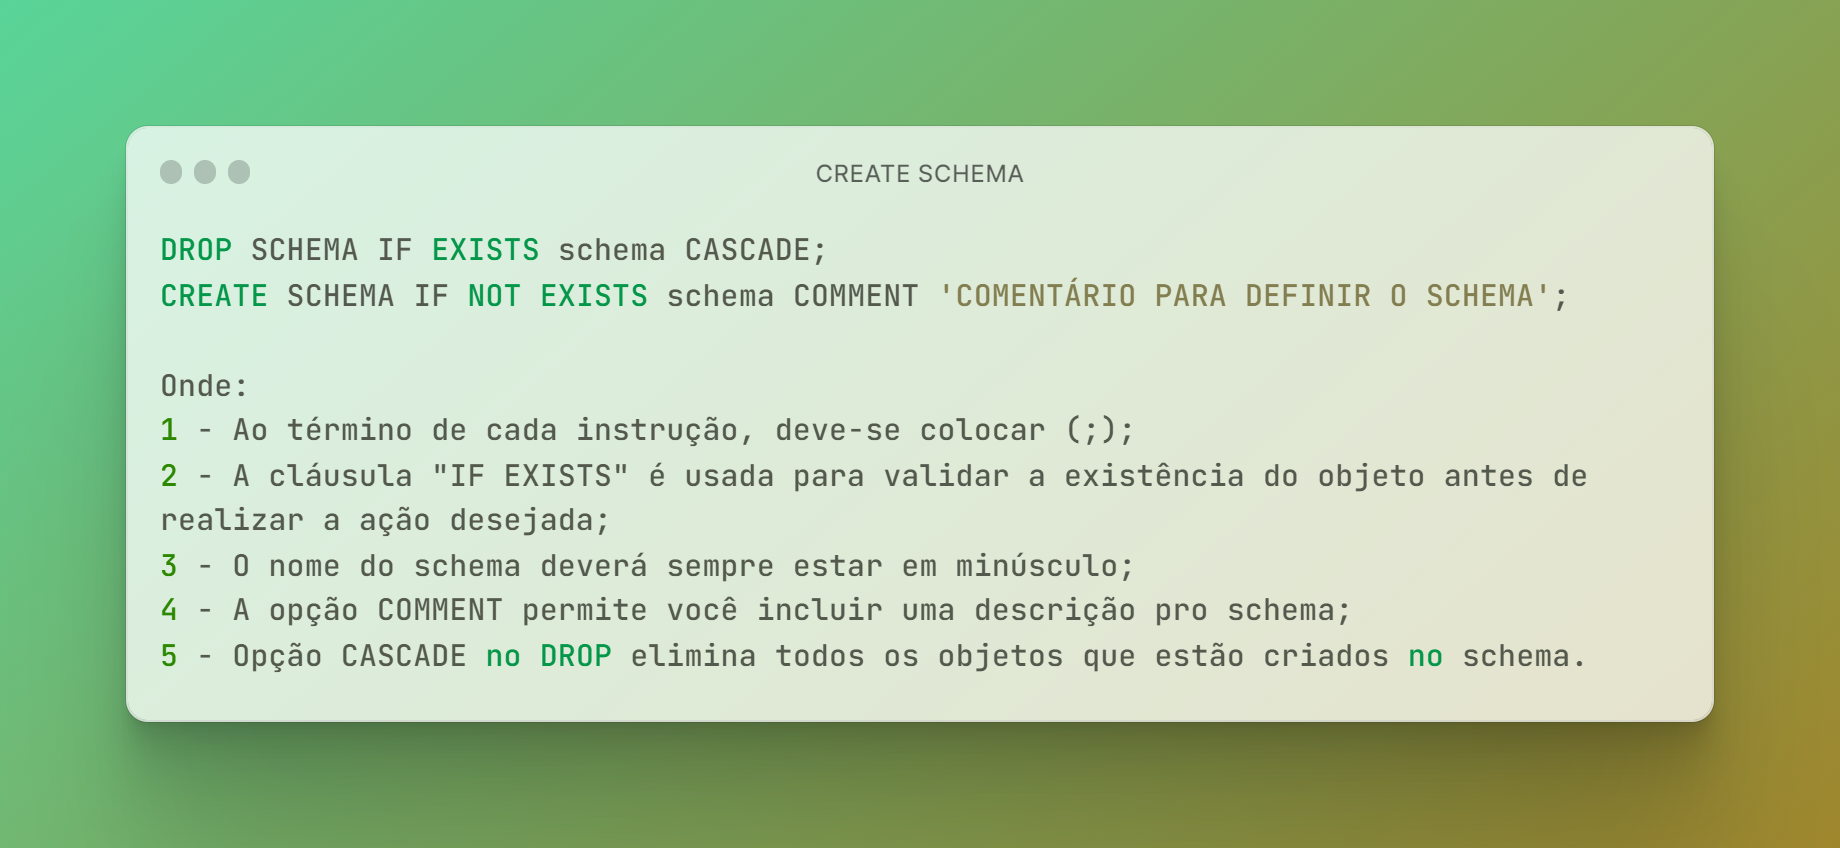 CREATE SCHEMA
DROP SCHEMA IF EXISTS schema CASCADE;
CREATE SCHEMA IF NOT EXISTS schema COMMENT 'COMENTÁRIO PARA DEFINIR O SCHEMA';
Onde:
1 - Ao término de cada instrução, deve-se colocar (;);
2 - A cláusula "IF EXISTS" é usada para validar a existência do objeto antes de
realizar a ação desejada;
3 - O nome do schema deverá sempre estar em minúsculo;
4 - A opção COMMENT permite você incluir uma descrição pro schema;
5 - Opção CASCADE no DROP elimina todos os objetos que estão criados no schema.